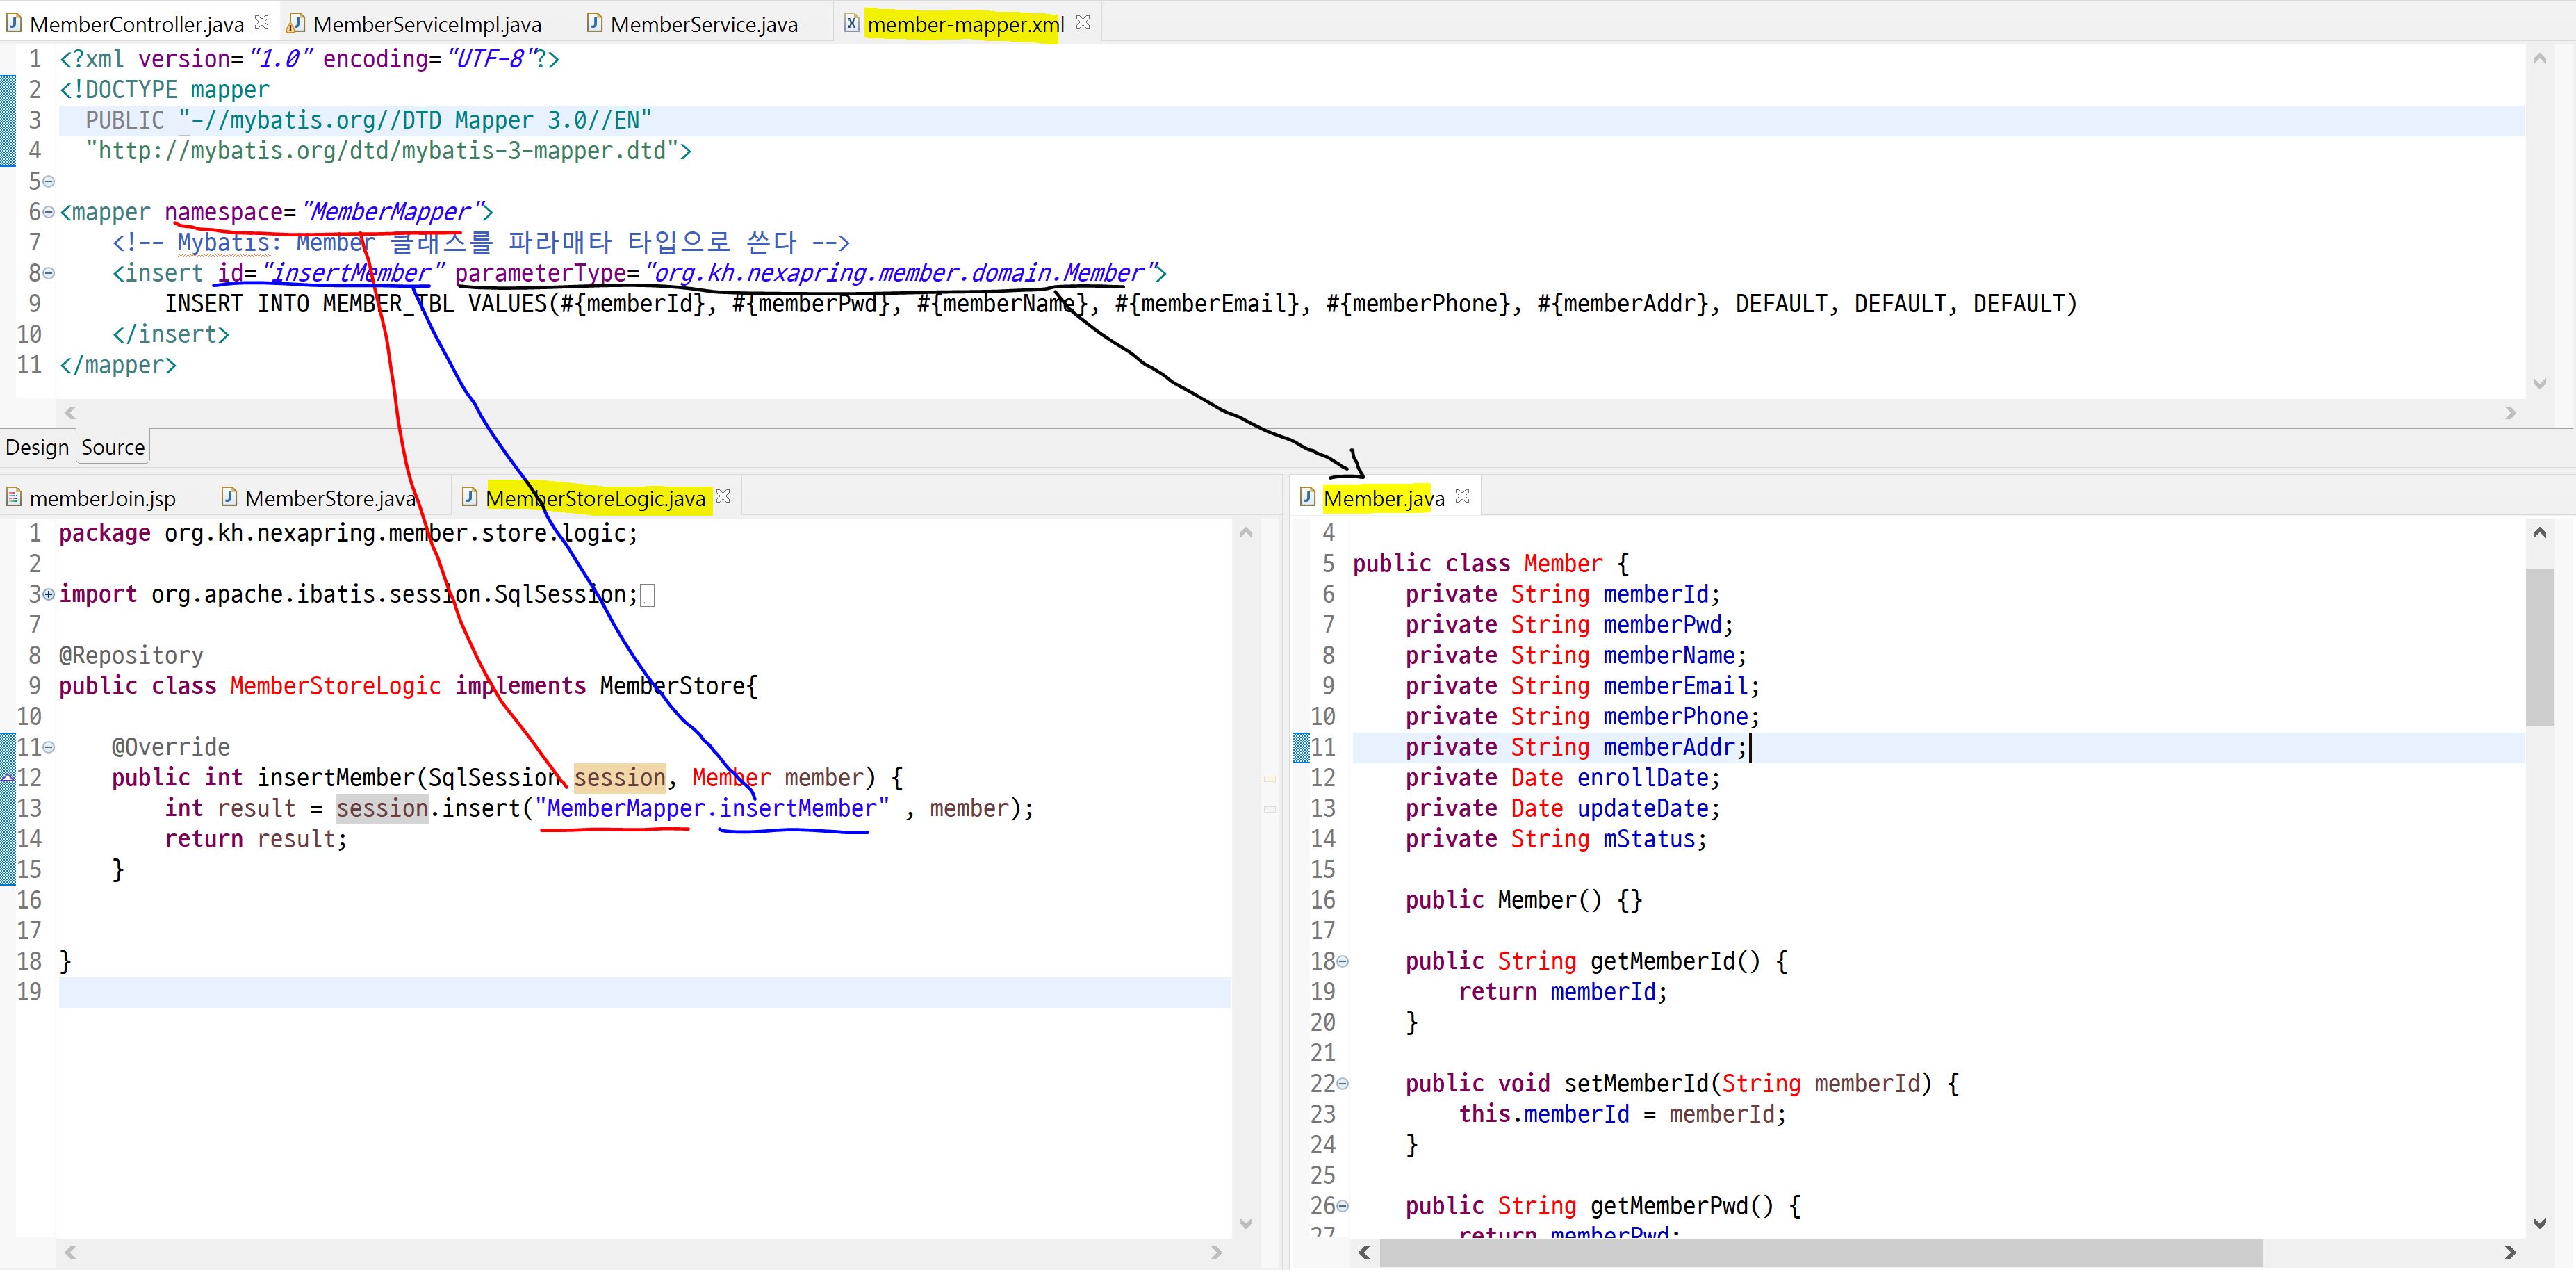 MemberController.java MemberServiceImpl.java MemberService.java member-mapper.xml
1 <?xml version="1.0" encoding="UTF-8"?>
2 <!DOCTYPE mapper
3 PUBLIC "-//mybatis.org//DTD Mapper 3.0//EN"
4 "http://mybatis.org/dtd/mybatis-3-mapper.dtd">
5
6 <mapper namespace="MemberMapper">
7 <!-- Mybatis: Member 클래스를 파라매타 타입으로 쓴다 -->
8 <insert id="insertMember" parameterType="org.kh.nexapring.member.domain.Member">
9 INSERT INTO MEMBER_TBL VALUES(#{memberId}, #{memberPwd}, #{memberName}, #{memberEmail}, #{memberPhone}, #{memberAddr}, DEFAULT, DEFAULT, DEFAULT)
10 </insert>
11 </mapper>
Design Source
memberJoin.jsp MemberStore.java MemberStoreLogic.java
1 package org.kh.nexapring.member.store.logic;
2
3 import org.apache.ibatis.session.SqlSession;
7
8 @Repository
9 public class MemberStoreLogic implements MemberStore{
10
11 @Override
12 public int insertMember(SqlSession session, Member member) {
13 int result = session.insert("MemberMapper.insertMember" , member);
14 return result;
15 }
16
17
18 }
19
Member.java
4
5 public class Member {
6 private String memberId;
7 private String memberPwd;
8 private String memberName;
9 private String memberEmail;
10 private String memberPhone;
11 private String memberAddr;
12 private Date enrollDate;
13 private Date updateDate;
14 private String mStatus;
15
16 public Member() {}
17
18 public String getMemberId() {
19 return memberId;
20 }
21
22 public void setMemberId(String memberId) {
23 this.memberId = memberId;
24 }
25
26 public String getMemberPwd() {
27 return memberPwd;